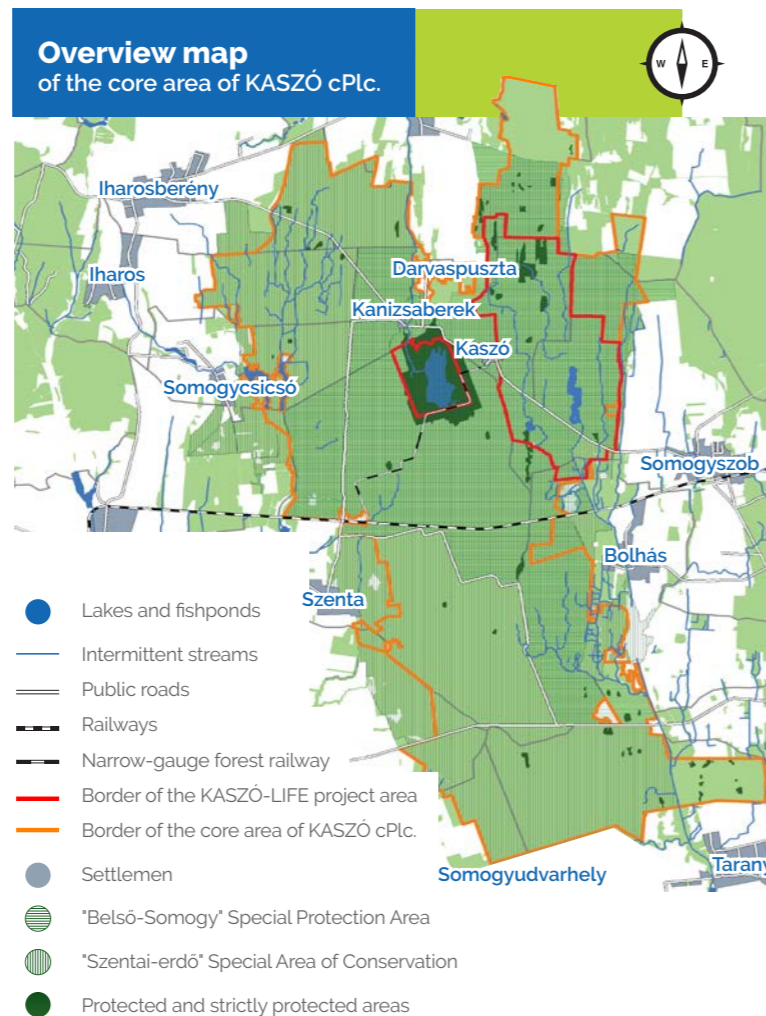 Overview map
of the core area of KASZÓ cPlc.
W E
Iharosberény
Iharos
Darvaspuszta
Kanizsaberek
Kaszó
Somogycsicsó
Somogyszob
Bolhás
Szenta
Lakes and fishponds
Intermittent streams
Public roads
Railways
Narrow-gauge forest railway
Border of the KASZÓ-LIFE project area
Border of the core area of KASZÓ cPlc.
Tarany
Somogyudvarhely
Settlemen
"Belső-Somogy" Special Protection Area
"Szentai-erdő" Special Area of Conservation
Protected and strictly protected areas